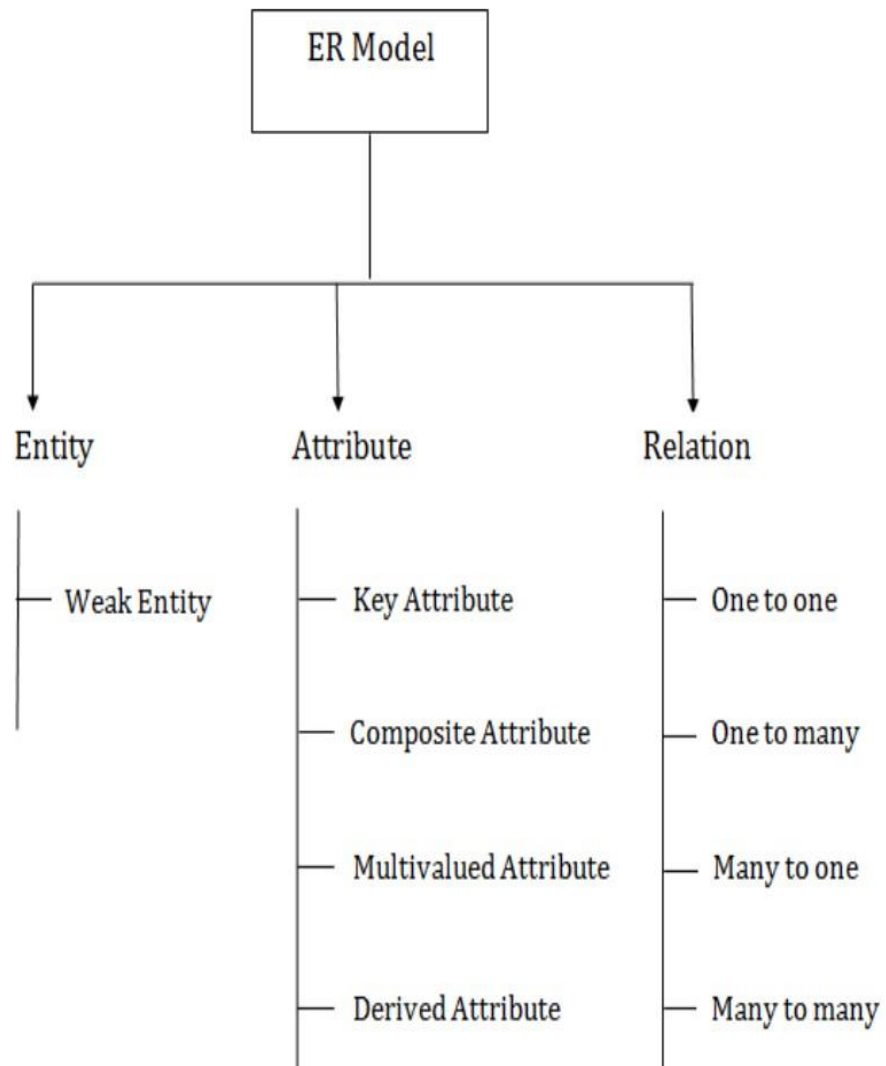 ER Model
Entity
Attribute
Relation
Weak Entity
Key Attribute
Composite Attribute
Multivalued Attribute
Derived Attribute
One to one
One to many
Many to one
Many to many